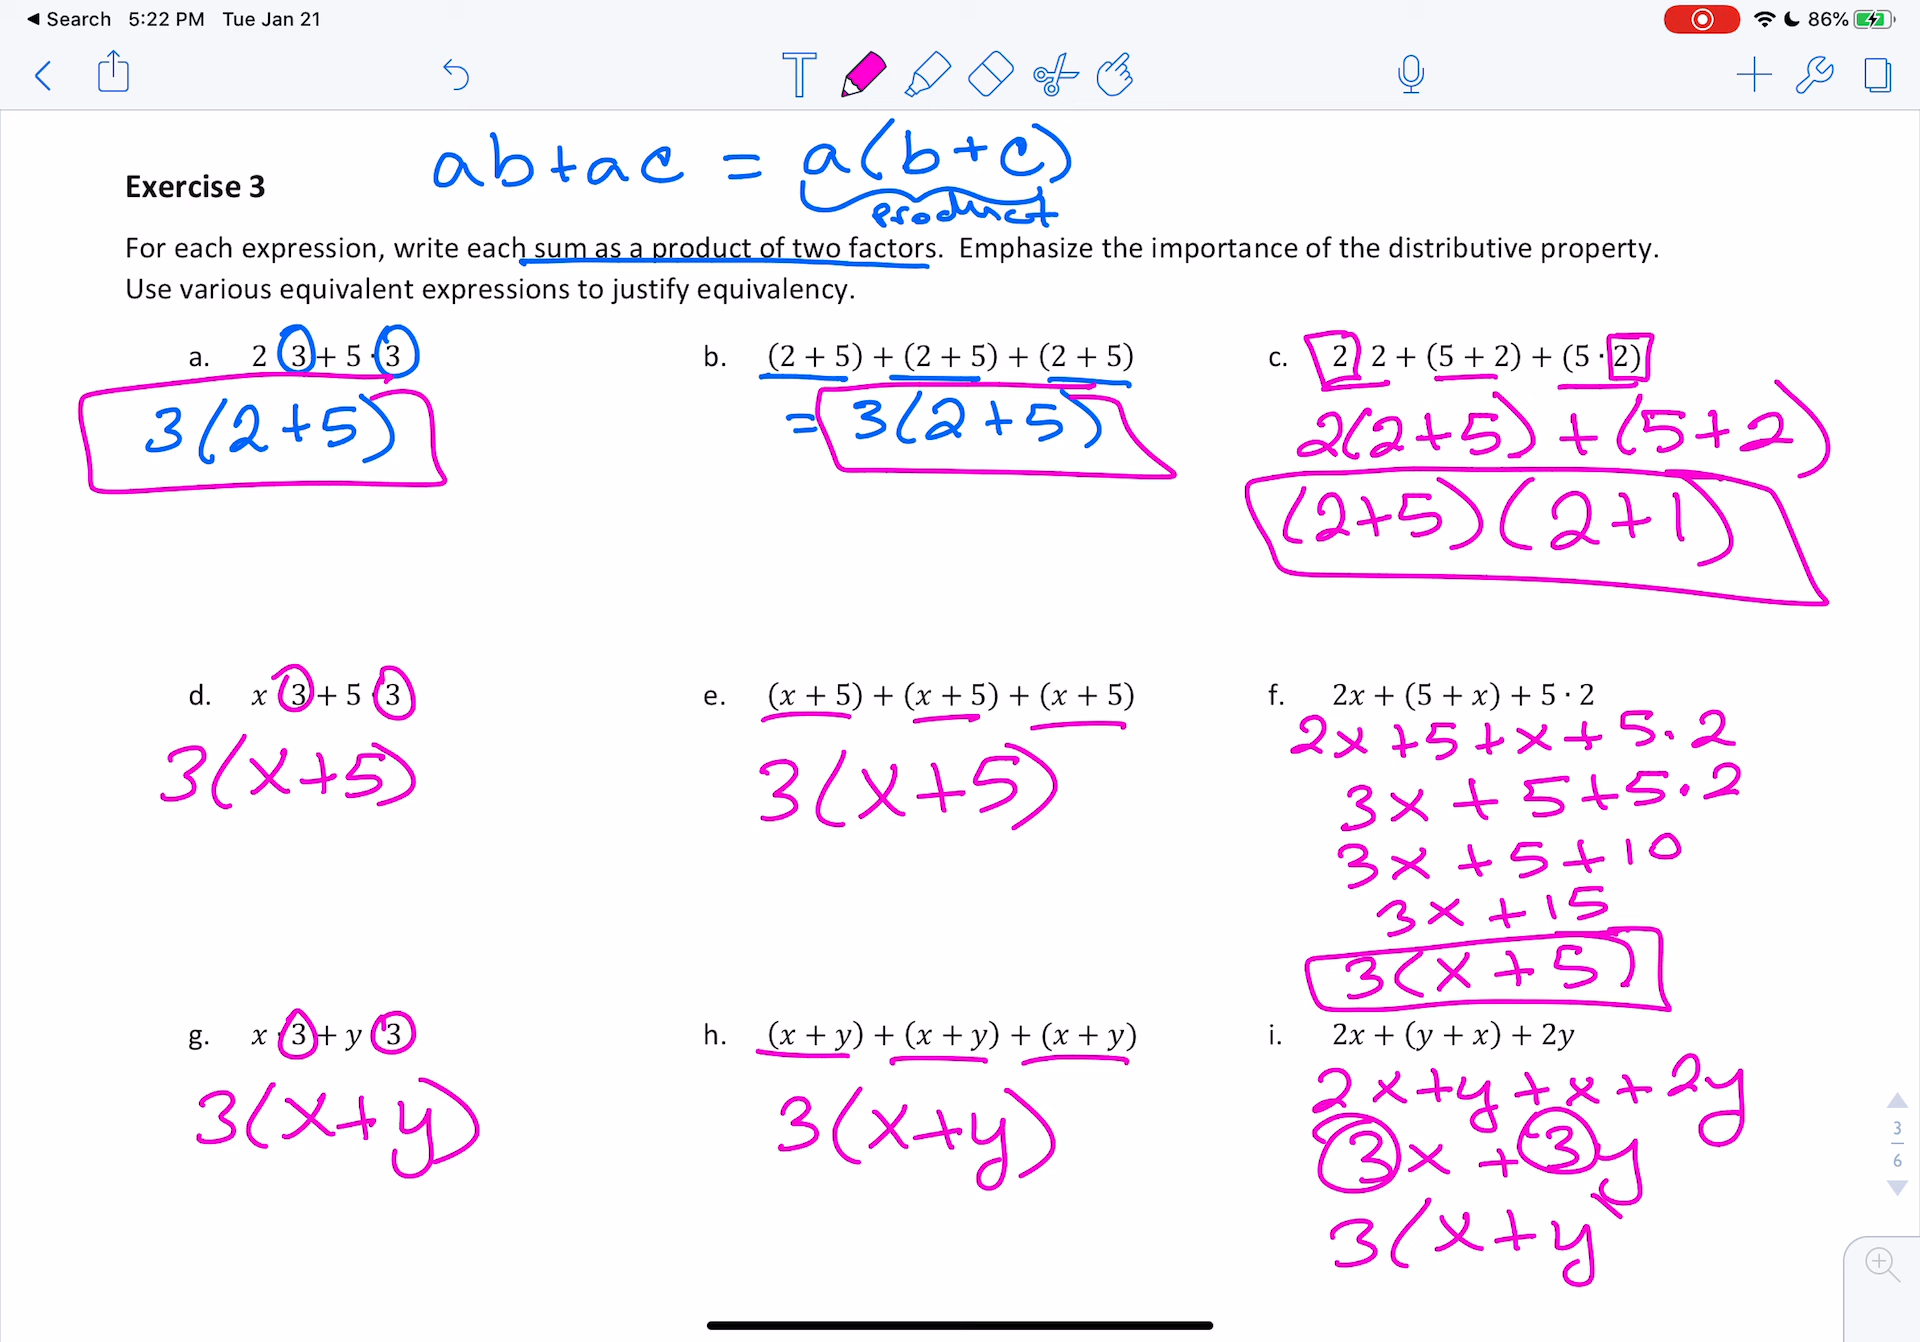 Search 5:22 PM Tue Jan 21 86%
ab+ac = a(b+c)
product
Exercise 3
For each expression, write each sum as a product of two factors. Emphasize the importance of the distributive property.
Use various equivalent expressions to justify equivalency.
a. 2 · 3 + 5 · 3
3(2+5)
b. (2 + 5) + (2 + 5) + (2 + 5)
= 3(2+5)
c. 2 · 2 + (5 + 2) + (5 · 2)
2(2+5) + (5+2)
(2+5)(2+1)
d. x · 3 + 5 · 3
3(x+5)
e. (x + 5) + (x + 5) + (x + 5)
3(x+5)
f. 2x + (5 + x) + 5 · 2
2x+5+x+5·2
3x+5+5·2
3x+5+10
3x+15
3(x+5)
g. x · 3 + y · 3
3(x+y)
h. (x + y) + (x + y) + (x + y)
3(x+y)
i. 2x + (y + x) + 2y
2x+y+x+2y
3x+3y
3(x+y
3
6